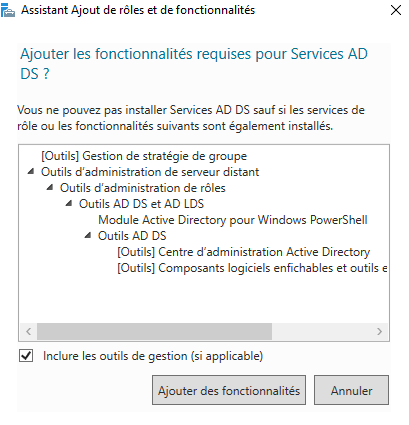 Assistant Ajout de rôles et de fonctionnalités
Ajouter les fonctionnalités requises pour Services AD
DS ?
Vous ne pouvez pas installer Services AD DS sauf si les services de
rôle ou les fonctionnalités suivants sont également installés.
[Outils] Gestion de stratégie de groupe
Outils d'administration de serveur distant
Outils d'administration de rôles
Outils AD DS et AD LDS
Module Active Directory pour Windows PowerShell
Outils AD DS
[Outils] Centre d'administration Active Directory
[Outils] Composants logiciels enfichables et outils e
Inclure les outils de gestion (si applicable)
Ajouter des fonctionnalités
Annuler